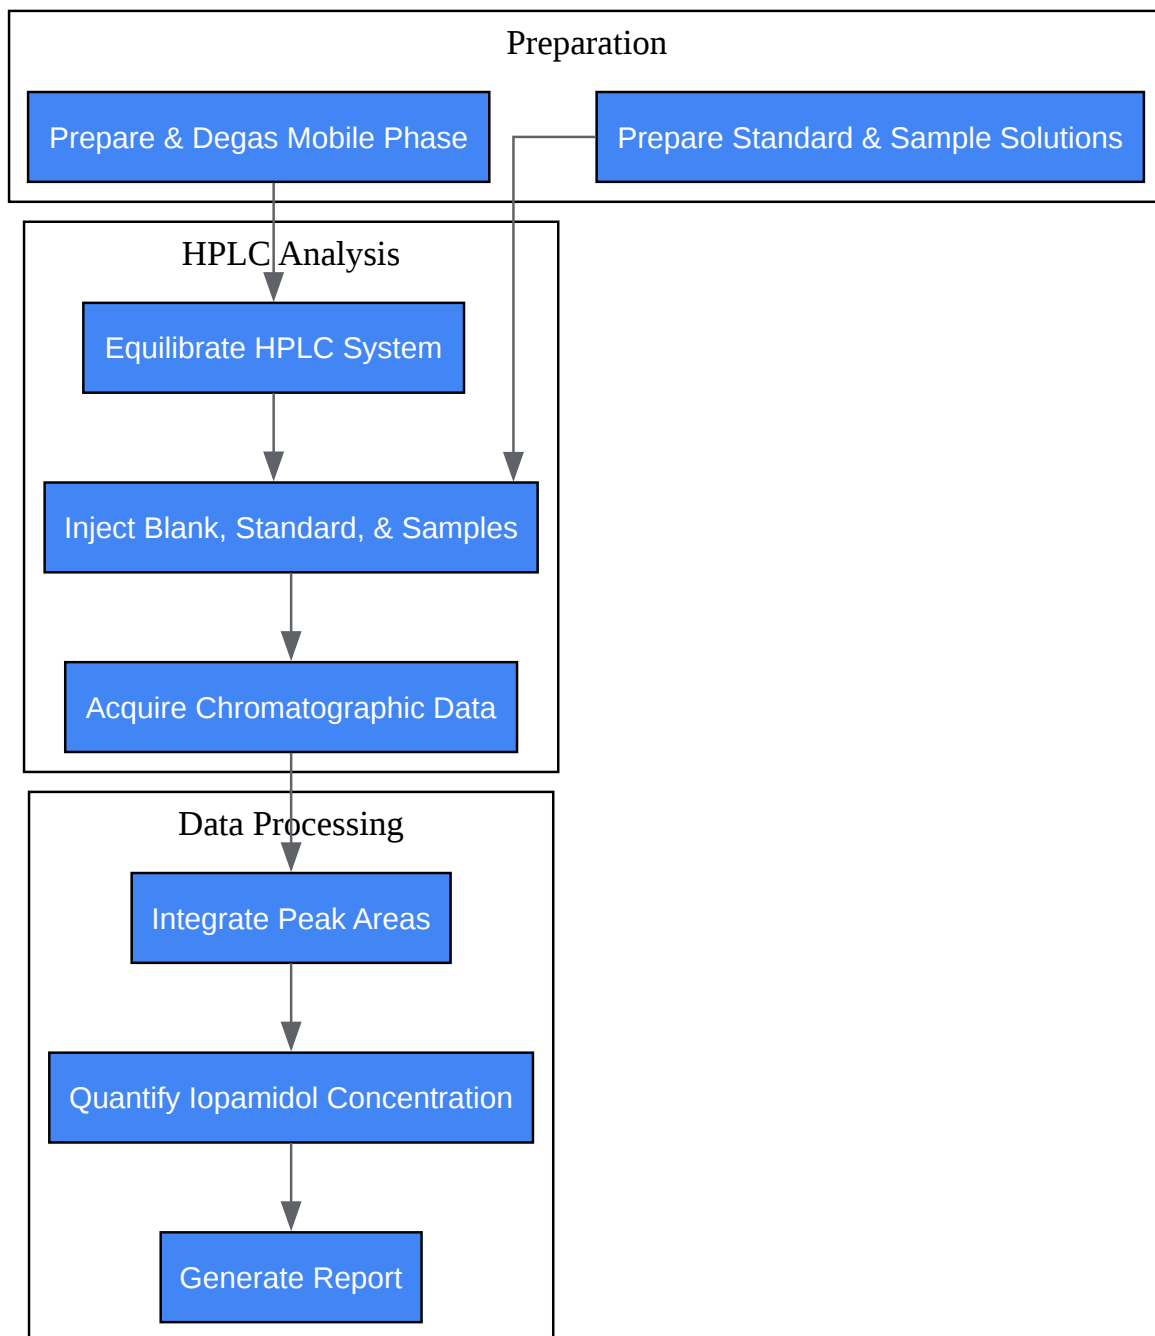 Preparation
Prepare & Degas Mobile Phase
Prepare Standard & Sample Solutions
HPLC Analysis
Equilibrate HPLC System
Inject Blank, Standard, & Samples
Acquire Chromatographic Data
Data Processing
Integrate Peak Areas
Quantify Iopamidol Concentration
Generate Report